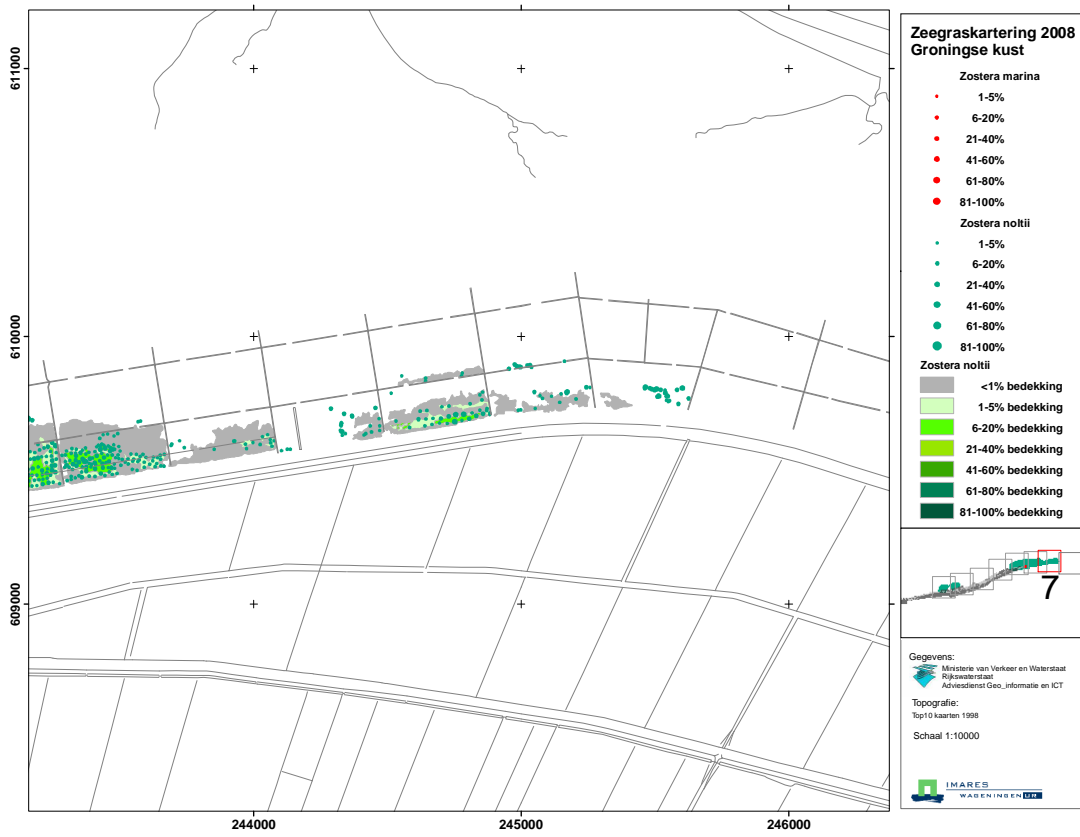 611000
610000
609000
244000
245000
246000
Zeegraskartering 2008
Groningse kust
Zostera marina
1-5%
6-20%
21-40%
41-60%
61-80%
81-100%
Zostera noltii
1-5%
6-20%
21-40%
41-60%
61-80%
81-100%
Zostera noltii
<1% bedekking
1-5% bedekking
6-20% bedekking
21-40% bedekking
41-60% bedekking
61-80% bedekking
81-100% bedekking
7
Gegevens:
Ministerie van Verkeer en Waterstaat
Rijkswaterstaat
Adviesdienst Geo_informatie en ICT
Topografie:
Top10 kaarten 1998
Schaal 1:10000
IMARES
WAGENINGEN UR